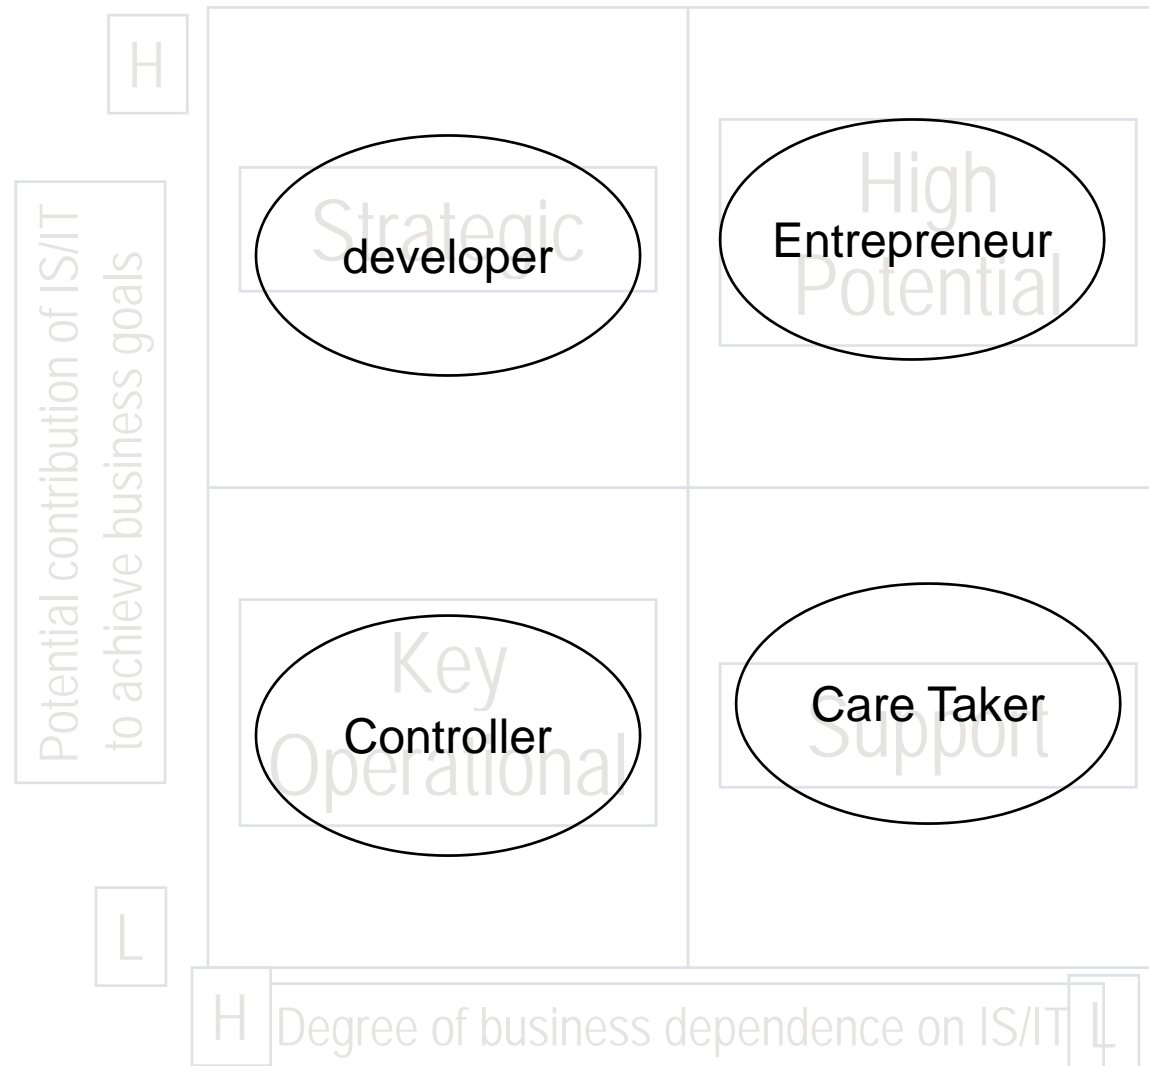 H
Potential contribution of IS/IT
to achieve business goals
Strategic
developer
High
Entrepreneur
Potential
Key
Controller
Operational
Care Taker
Support
L
H
Degree of business dependence on IS/IT
L